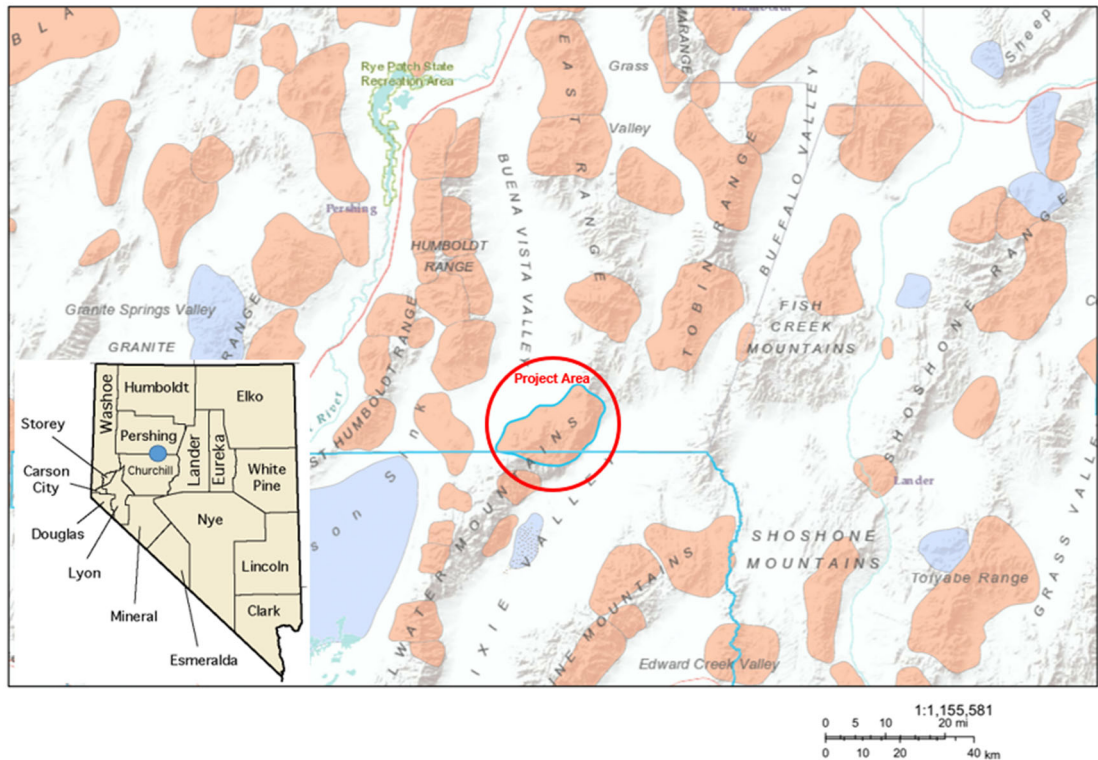 Rye Patch State
Recreation Area
Grass
Valley
EAST RANGE
BUFFALO VALLEY
Sheep
BUENA VISTA VALLEY
Pershing
HUMBOLDT
RANGE
TOBIN RANGE
Granite Springs Valley
GRANITE
RANGE
FISH
CREEK
MOUNTAINS
SHOSHONE RANGE
HUMBOLDT RANGE
River
Sink
Project Area
MOUNTAINS
VALLEY
Lander
SHOSHONE
MOUNTAINS
Toiyabe Range
GRASS VALLEY
MOUNTAINS
Edward Creek Valley
Washoe
Humboldt
Elko
Storey
Pershing
Lander
Eureka
Carson
City
Churchill
White
Pine
Douglas
Nye
Lyon
Lincoln
Mineral
Clark
Esmeralda
1:1,155,581
0 5 10 20 mi
0 10 20 40 km